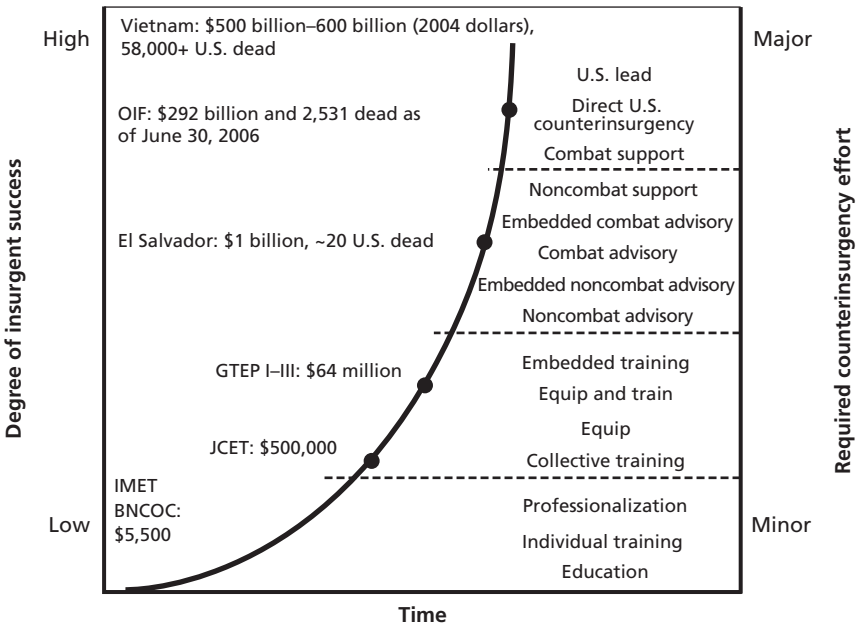 High
Low
Degree of insurgent success
Vietnam: $500 billion–600 billion (2004 dollars),
58,000+ U.S. dead
OIF: $292 billion and 2,531 dead as
of June 30, 2006
El Salvador: $1 billion, ~20 U.S. dead
GTEP I–III: $64 million
JCET: $500,000
IMET
BNCOC:
$5,500
U.S. lead
Direct U.S.
counterinsurgency
Combat support
Noncombat support
Embedded combat advisory
Combat advisory
Embedded noncombat advisory
Noncombat advisory
Embedded training
Equip and train
Equip
Collective training
Professionalization
Individual training
Education
Major
Minor
Required counterinsurgency effort
Time